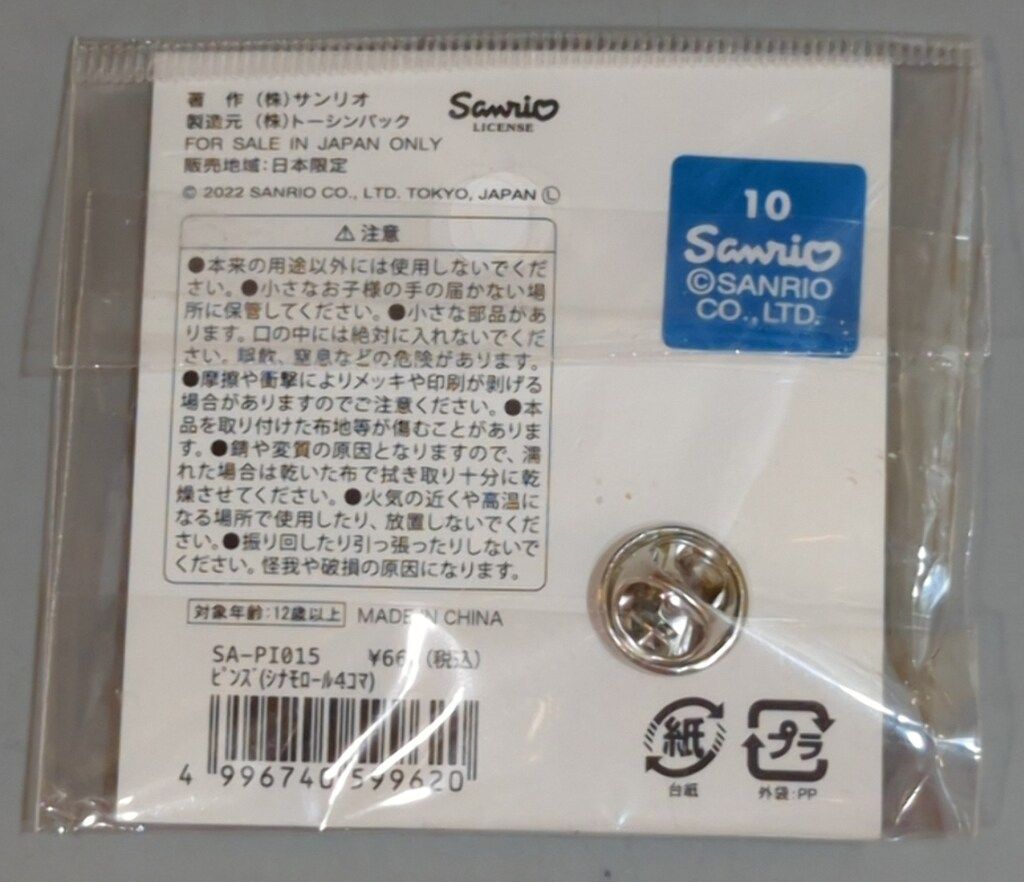 著 作 (株)サンリオ
製造元 (株)トーシンパック
FOR SALE IN JAPAN ONLY
販売地域:日本限定
© 2022 SANRIO CO., LTD. TOKYO, JAPAN Ⓛ
Sanrio
LICENSE
10
Sanrio
©SANRIO
CO.,LTD.
⚠注意
●本来の用途以外には使用しないでくだ
さい。●小さなお子様の手の届かない場
所に保管してください。●小さな部品があ
ります。口の中には絶対に入れないでくだ
さい。誤飲、窒息などの危険があります。
●摩擦や衝撃によりメッキや印刷が剥げる
場合がありますのでご注意ください。●本
品を取り付けた布地等が傷むことがありま
す。●錆や変質の原因となりますので、濡
れた場合は乾いた布で拭き取り十分に乾
燥させてください。●火気の近くや高温に
なる場所で使用したり、放置しないでくだ
さい。●振り回したり引っ張ったりしないで
ください。怪我や破損の原因になります。
対象年齢:12歳以上 MADE IN CHINA
SA-PI015 (税込)
ピンズ(シナモロール4コマ)
4 996740 599620
紙
台紙
プラ
外袋:PP